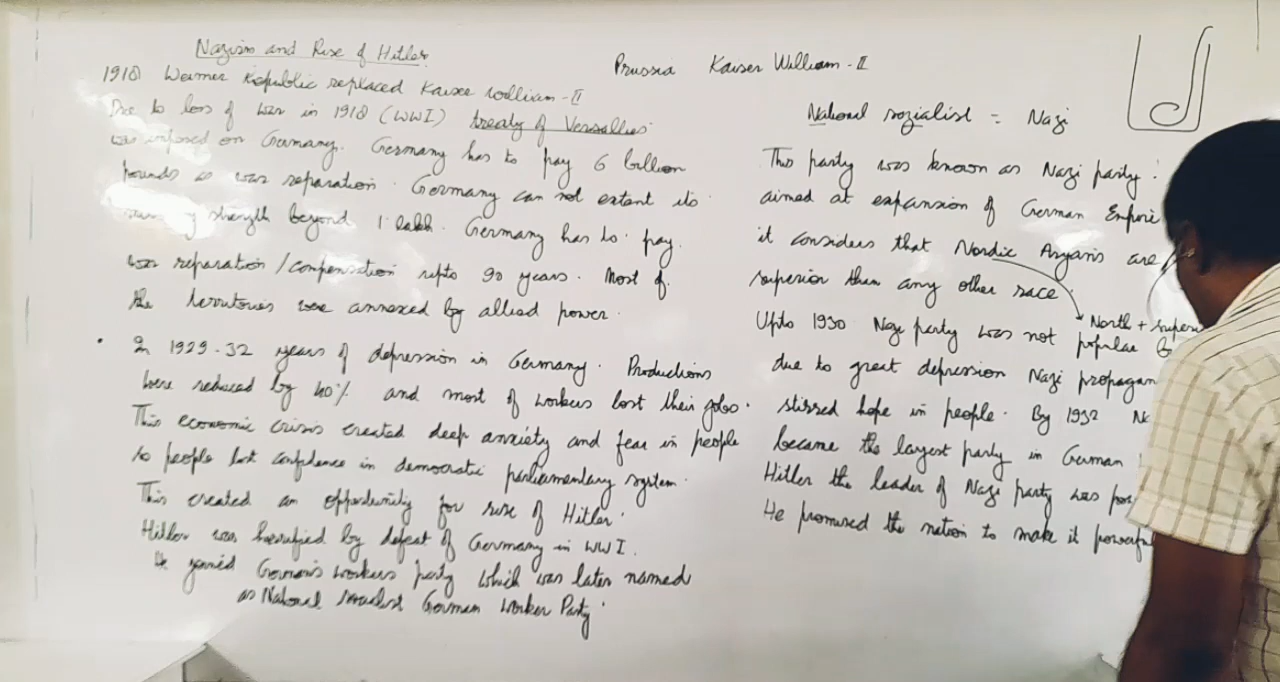 Nazism and Rise of Hitler
1918 Weimer Republic replaced Kaiser William - II
Due to loss of war in 1918 (WWI) treaty of Versallies
was imposed on Germany. Germany has to pay 6 billion
pounds as war reparation. Germany can not extant its
strength beyond 1 lakh. Germany has to pay
war reparation / compensation upto 90 years. Most of
the territories were annexed by allied power.
• In 1929-32 years of depression in Germany. Productions
were reduced by 40% and most of workers lost their jobs.
This economic crisis created deep anxiety and fear in people
so people lost confidence in democratic parliamentary system.
This created an opportunity for rise of Hitler.
Hitler was horrified by defeat of Germany in WWI.
He joined German's workers party which was later named
as National socialist German Worker Party.
Prussia Kaiser William - II
National sozialist = Nazi
This party was known as Nazi party.
aimed at expansion of German Empire
it considers that Nordic Aryans are
superior than any other race.
North + Superi
Upto 1930 Nazi party was not popular b
due to great depression Nazi propagan
stirred hope in people. By 1932 N
became the largest party in German
Hitler the leader of Nazi party was
He promised the nation to make it powerfu